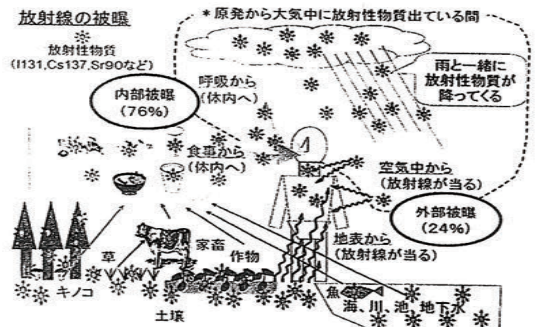 放射線の被曝
放射性物質
(I131,Cs137,Sr90など)
＊原発から大気中に放射性物質出ている間
雨と一緒に
放射性物質が
降ってくる
呼吸から
(体内へ)
内部被曝
(76%)
食事から
(体内へ)
空気中から
(放射線が当る)
外部被曝
(24%)
地表から
(放射線が当る)
家畜
草
作物
キノコ
土壌
魚
海、川、池、地下水